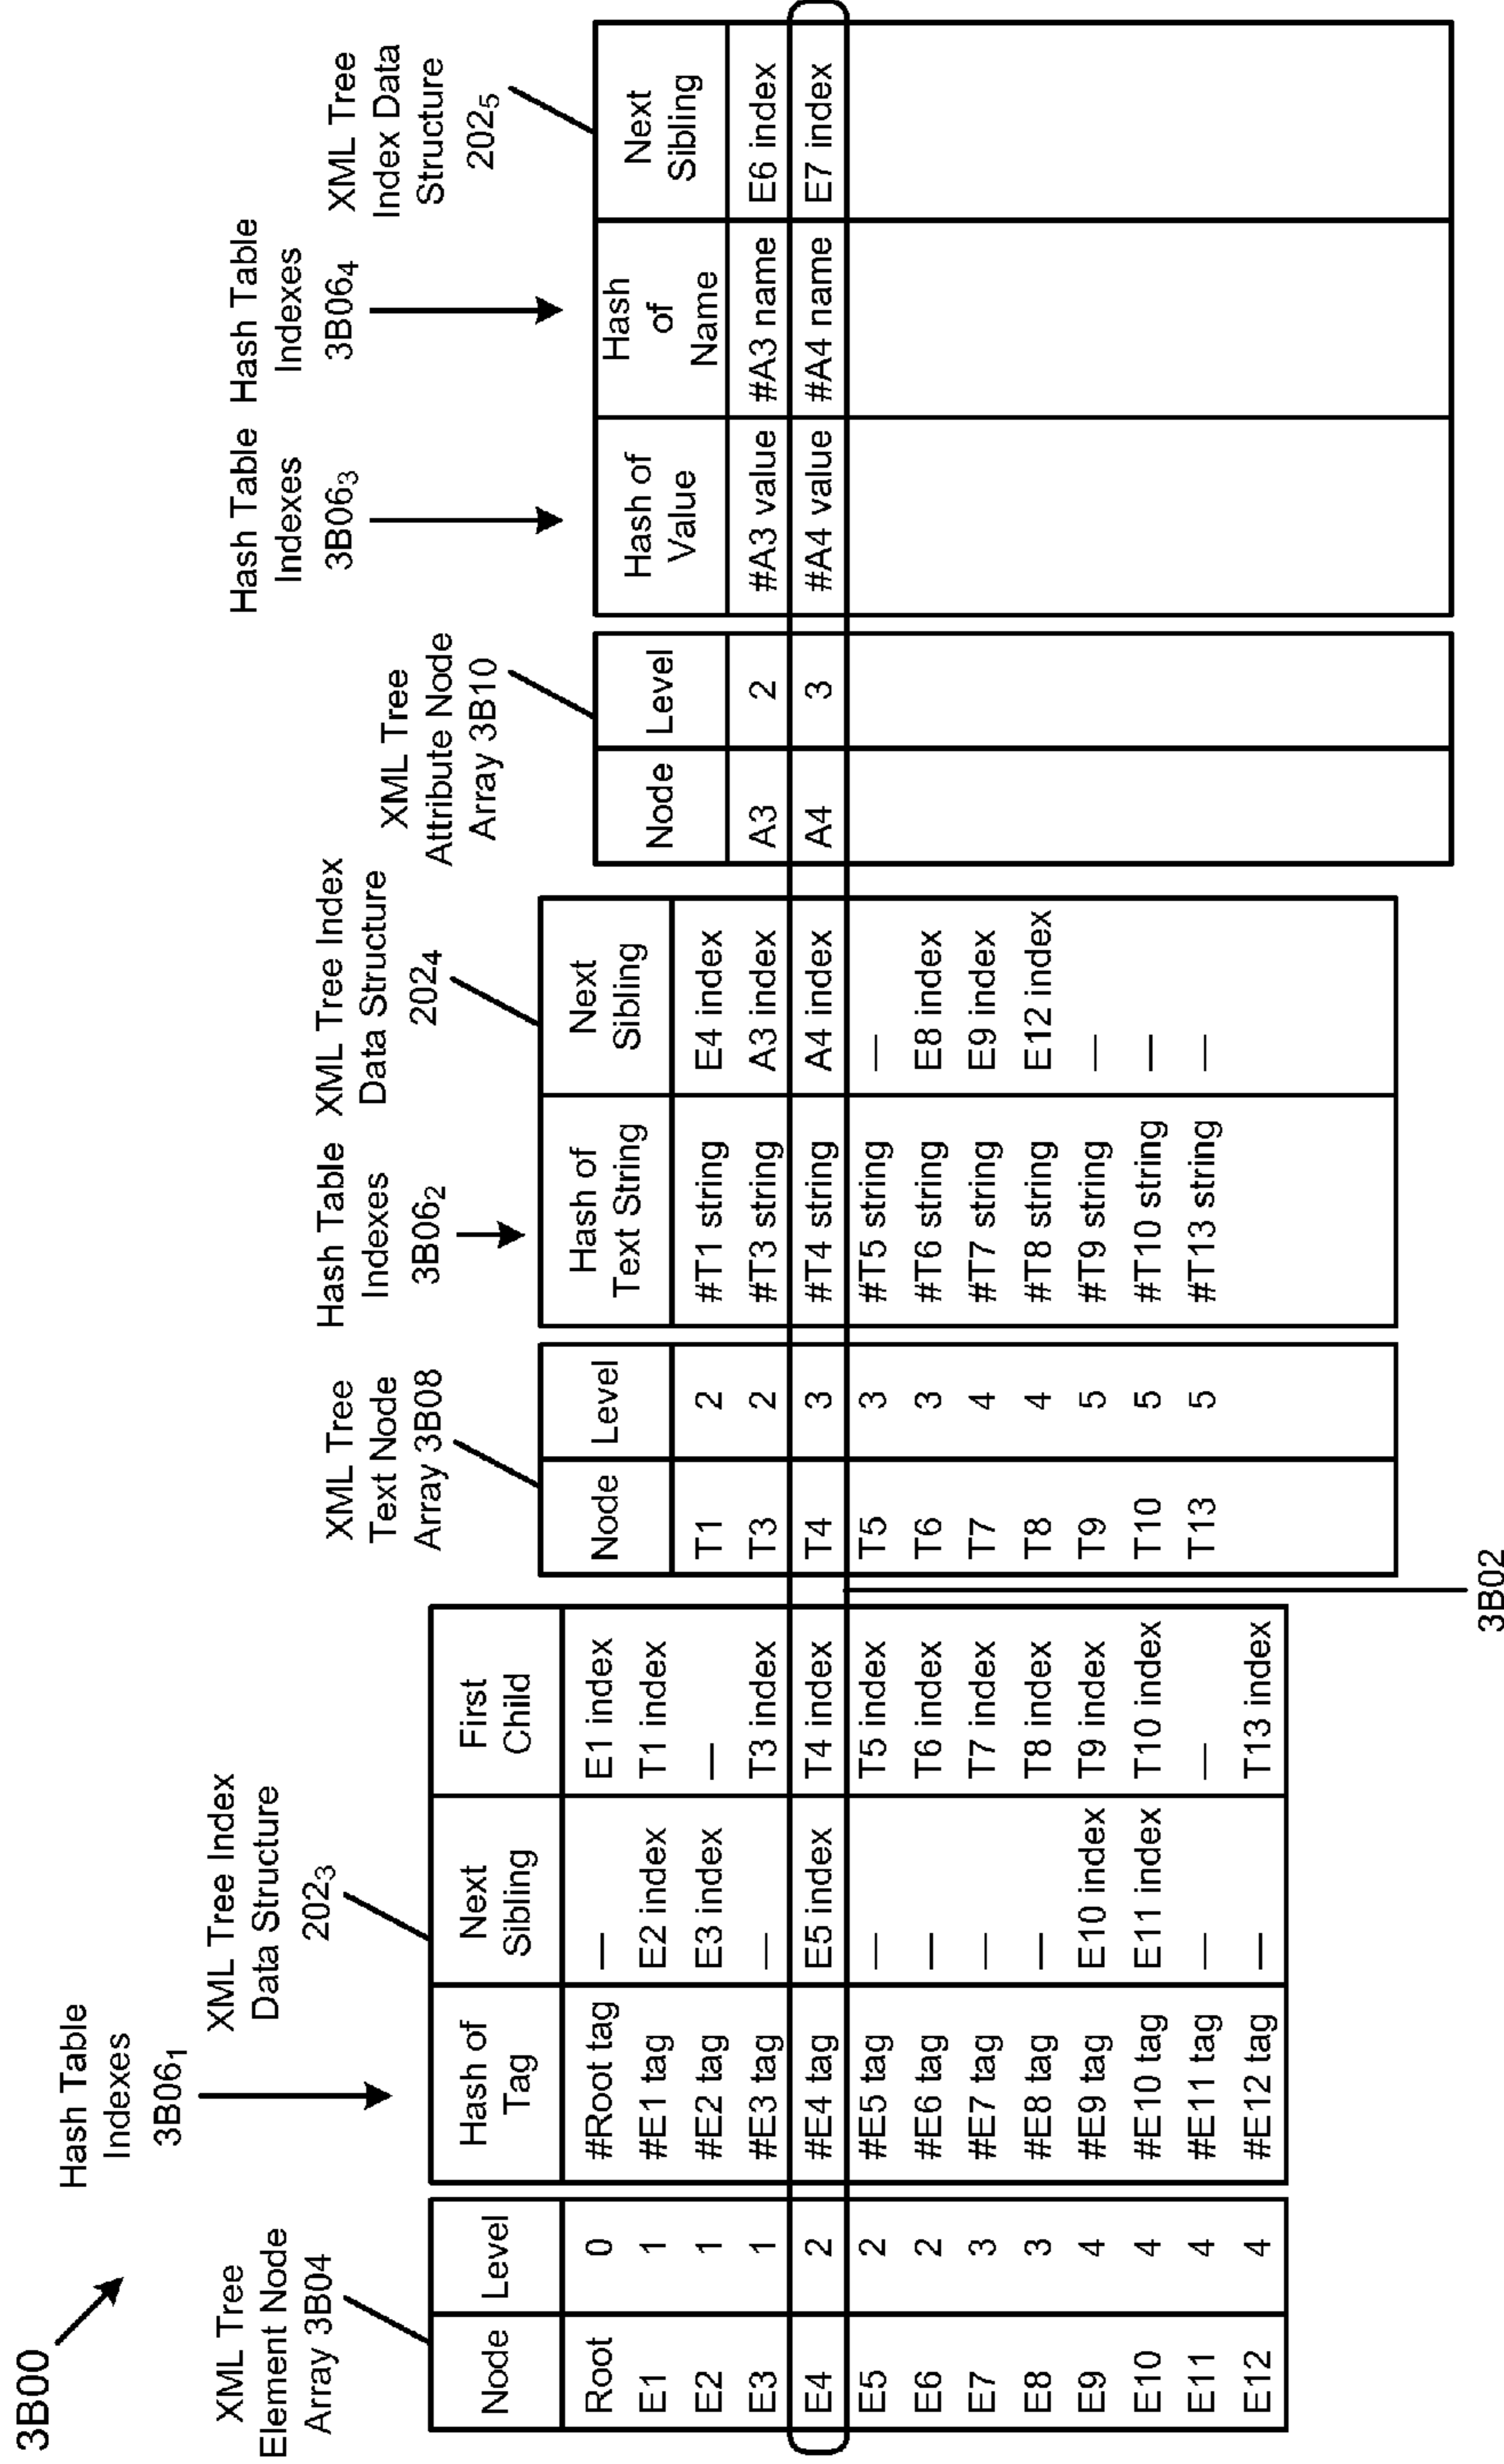 3B00
Hash Table
Indexes
3B06₁
XML Tree
Element Node
Array 3B04
XML Tree Index
Data Structure
202₃
Node Level Hash of Tag Next Sibling First Child
Root 0 #Root tag — E1 index
E1 1 #E1 tag E2 index T1 index
E2 1 #E2 tag E3 index —
E3 1 #E3 tag — T3 index
E4 2 #E4 tag E5 index T4 index
E5 2 #E5 tag — T5 index
E6 2 #E6 tag — T6 index
E7 3 #E7 tag — T7 index
E8 3 #E8 tag — T8 index
E9 4 #E9 tag E10 index T9 index
E10 4 #E10 tag E11 index T10 index
E11 4 #E11 tag — —
E12 4 #E12 tag — T13 index
3B02
XML Tree
Text Node
Array 3B08
Hash Table
Indexes
3B06₂
XML Tree Index
Data Structure
202₄
Node Level Hash of Text String Next Sibling
T1 2 #T1 string E4 index
T3 2 #T3 string A3 index
T4 3 #T4 string A4 index
T5 3 #T5 string —
T6 3 #T6 string E8 index
T7 4 #T7 string E9 index
T8 4 #T8 string E12 index
T9 5 #T9 string —
T10 5 #T10 string —
T13 5 #T13 string —
XML Tree
Attribute Node
Array 3B10
Hash Table
Indexes
3B06₃
Hash Table
Indexes
3B06₄
XML Tree
Index Data
Structure
202₅
Node Level Hash of Value Hash of Name Next Sibling
A3 2 #A3 value #A3 name E6 index
A4 3 #A4 value #A4 name E7 index